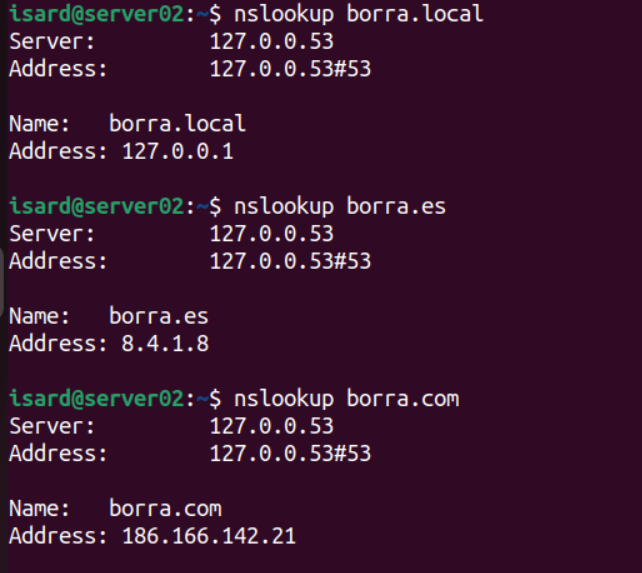 isard@server02:~$ nslookup borra.local
Server: 127.0.0.53
Address: 127.0.0.53#53
Name: borra.local
Address: 127.0.0.1
isard@server02:~$ nslookup borra.es
Server: 127.0.0.53
Address: 127.0.0.53#53
Name: borra.es
Address: 8.4.1.8
isard@server02:~$ nslookup borra.com
Server: 127.0.0.53
Address: 127.0.0.53#53
Name: borra.com
Address: 186.166.142.21